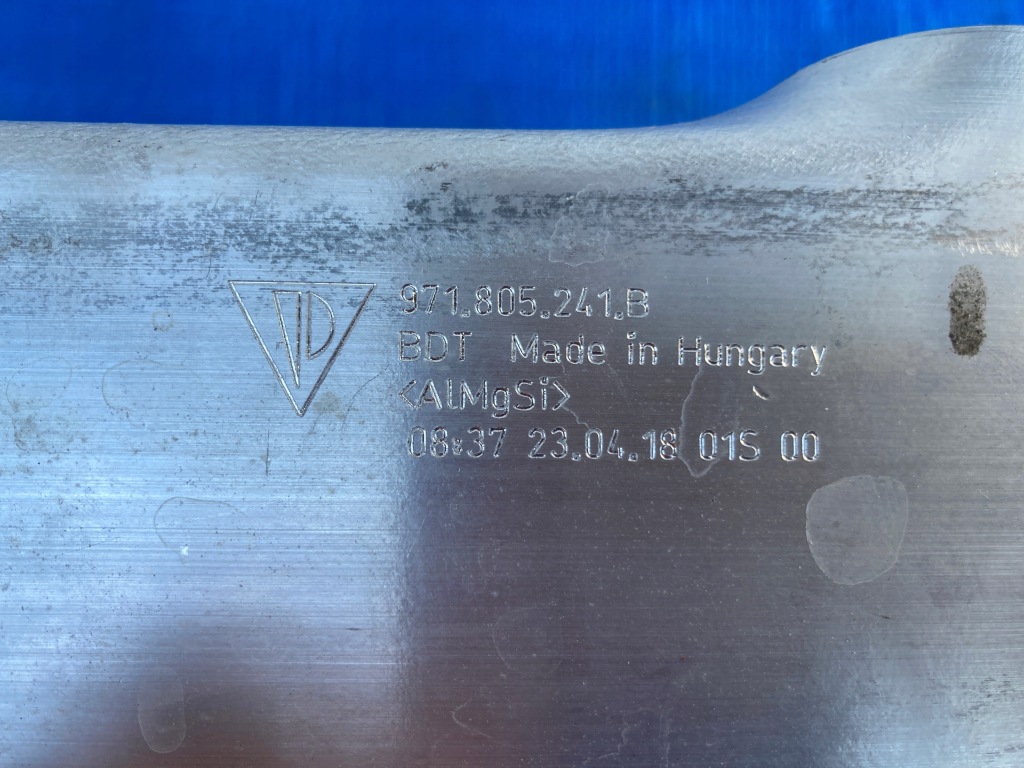 971.805.241.B
BDT Made in Hungary
<AlMgSi>
08:37 23.04.18 01S 00